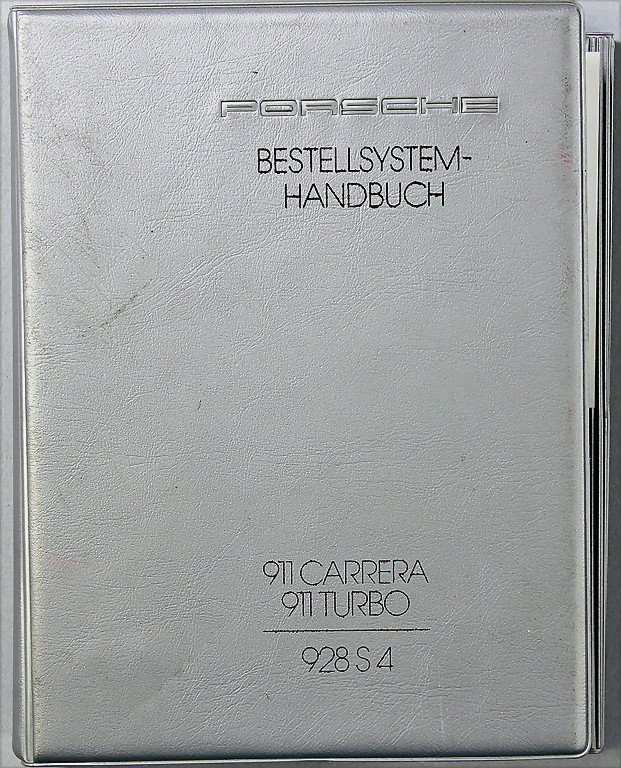 PORSCHE
BESTELLSYSTEM-
HANDBUCH
911 CARRERA
911 TURBO
928 S 4